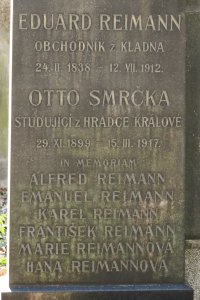 EDUARD REIMANN
OBCHODNÍK Z KLADNA
24. II. 1838 – 12. VII. 1912.
OTTO SMRČKA
STUDUJÍCÍ Z HRADCE KRÁLOVÉ
29. XI. 1899 – 15. III. 1917.
IN MEMORIAM
ALFRED REIMANN
EMANUEL REIMANN
KAREL REIMANN
FRANTIŠEK REIMANN
MARIE REIMANNOVÁ
HANA REIMANNOVÁ